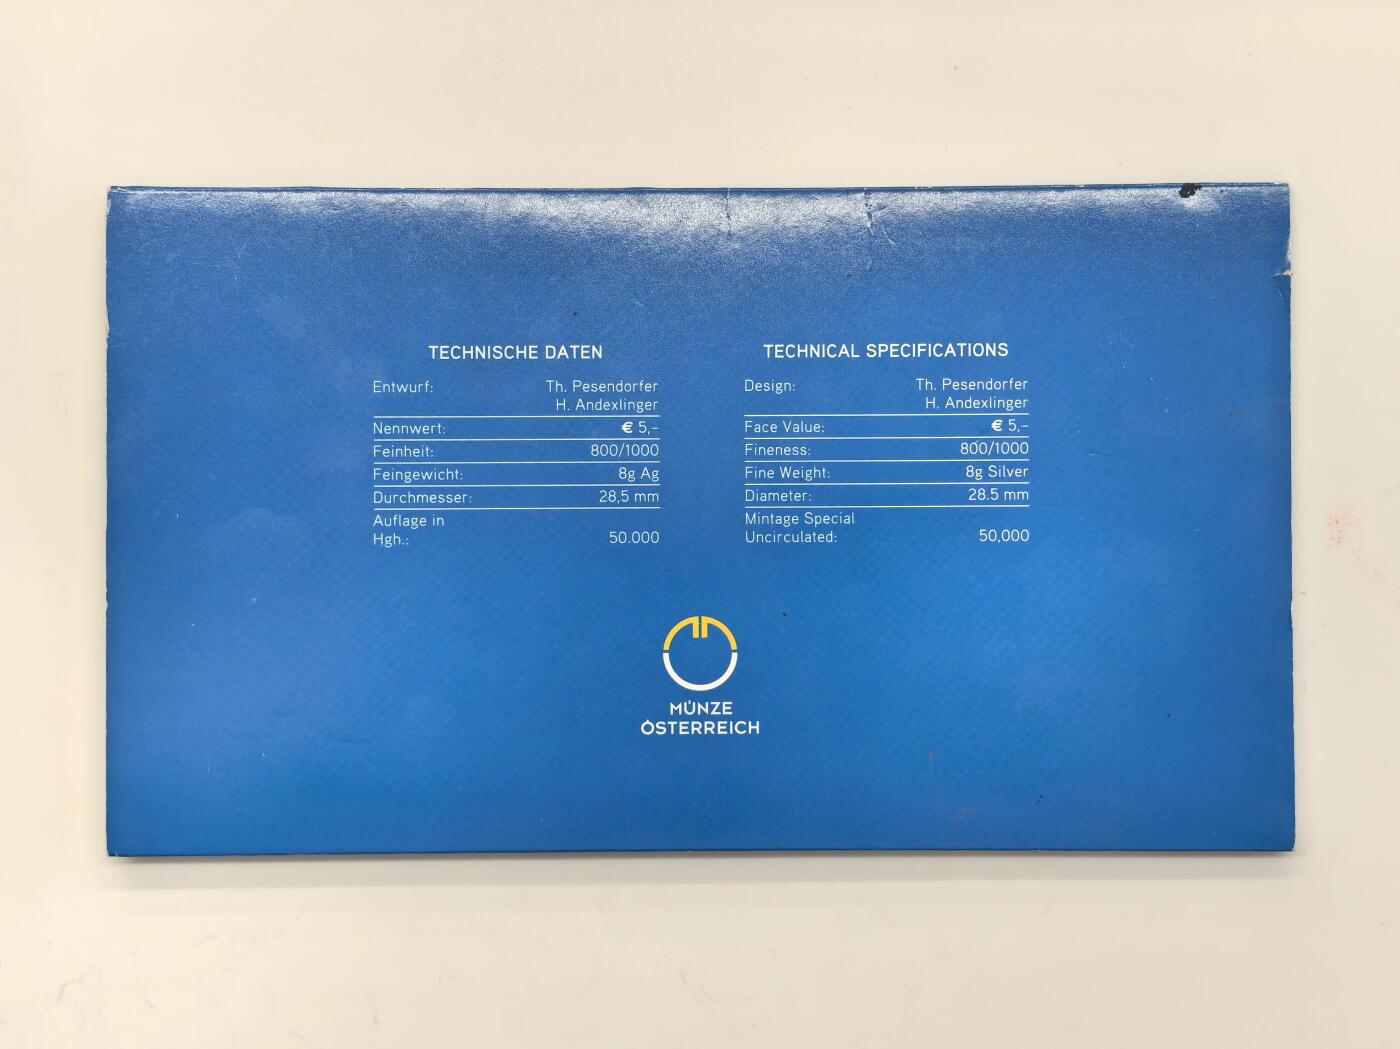 TECHNISCHE DATEN
Entwurf: Th. Pesendorfer
H. Andexlinger
Nennwert: € 5,–
Feinheit: 800/1000
Feingewicht: 8g Ag
Durchmesser: 28,5 mm
Auflage in
Hgh.: 50.000
TECHNICAL SPECIFICATIONS
Design: Th. Pesendorfer
H. Andexlinger
Face Value: € 5,–
Fineness: 800/1000
Fine Weight: 8g Silver
Diameter: 28.5 mm
Mintage Special
Uncirculated: 50,000
MÜNZE
ÖSTERREICH